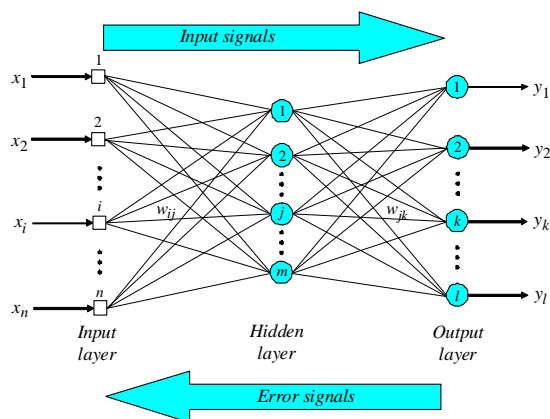 Input signals
1
x1
1
1
y1
2
x2
2
2
y2
i
xi
wij
j
wjk
k
yk
m
n
xn
l
yl
Input layer
Hidden layer
Output layer
Error signals